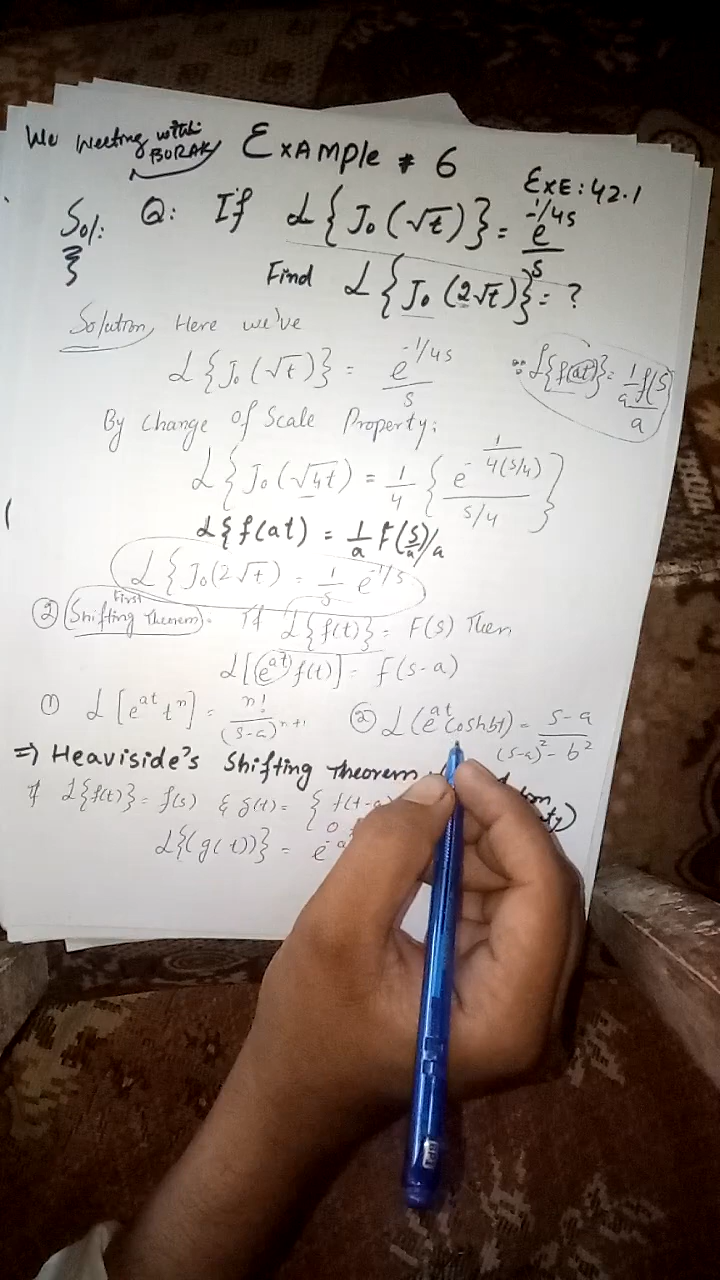 We Meeting with BORAK
Example # 6
EXE: 42.1
Sol:
Q: If L{J₀(√t)} = e^(-1/4s)/s
Find L{J₀(2√t)} = ?
Solution, Here we've
L{J₀(√t)} = e^(-1/4s)/s
∵ L{f(at)} = 1/a f(s)/a
By Change of Scale Property:
L{J₀(√4t) = 1/4 { e^(-1/4(s/4)) / s/4 }
L{f(at) = 1/a F(s/a)/a
L{J₀(2√t) = 1/s e^(-1/s)
② First Shifting Theorem. If L{f(t)} = F(s) Then
L[e^(at) f(t)] = F(s-a)
① L[e^(at) t^n] = n!/(s-a)^(n+1)
② L(e^(at) coshbt) = s-a/(s-a)² - b²
⇒ Heaviside's Shifting Theorem
If L{f(t)} = f(s) & g(t) = { f(t-a)
0
L{(g(t))} = e^(-a